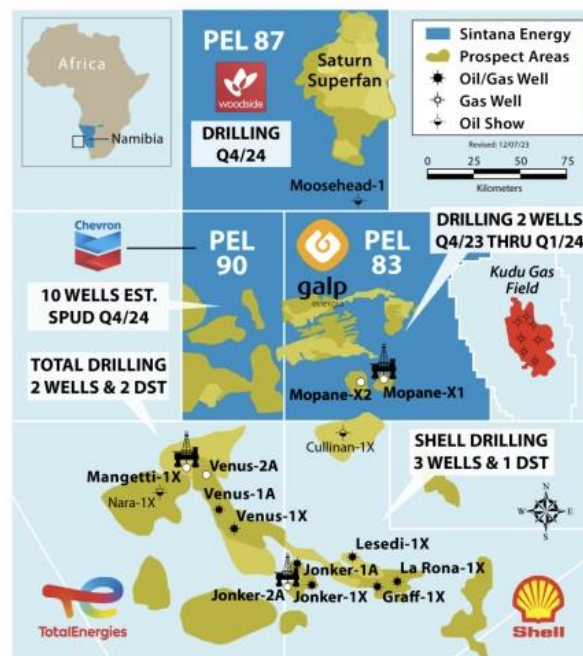 Africa
Namibia
PEL 87
woodside
DRILLING
Q4/24
Saturn
Superfan
Moosehead-1
Sintana Energy
Prospect Areas
Oil/Gas Well
Gas Well
Oil Show
Revised: 12/07/23
0 25 50 75
Kilometers
Chevron
PEL
90
10 WELLS EST.
SPUD Q4/24
galp
energia
PEL
83
DRILLING 2 WELLS
Q4/23 THRU Q1/24
Kudu Gas
Field
Mopane-X2
Mopane-X1
TOTAL DRILLING
2 WELLS & 2 DST
Cullinan-1X
SHELL DRILLING
3 WELLS & 1 DST
Mangetti-1X
Venus-2A
Nara-1X
Venus-1A
Venus-1X
N
Lesedi-1X
Jonker-1A
La Rona-1X
Jonker-2A
Jonker-1X
Graff-1X
TotalEnergies
Shell